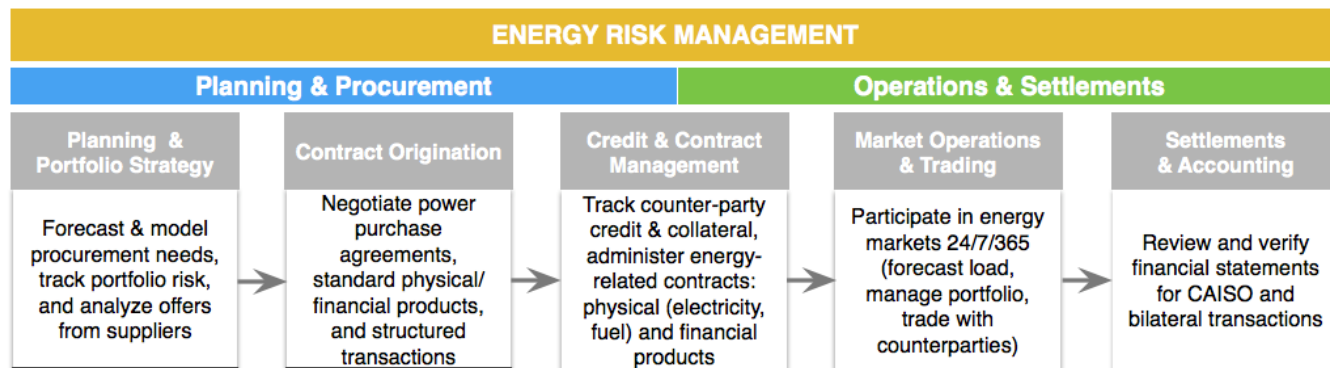 ENERGY RISK MANAGEMENT
Planning & Procurement
Operations & Settlements
Planning &
Portfolio Strategy
Forecast & model
procurement needs,
track portfolio risk,
and analyze offers
from suppliers
Contract Origination
Negotiate power
purchase
agreements,
standard physical/
financial products,
and structured
transactions
Credit & Contract
Management
Track counter-party
credit & collateral,
administer energy-
related contracts:
physical (electricity,
fuel) and financial
products
Market Operations
& Trading
Participate in energy
markets 24/7/365
(forecast load,
manage portfolio,
trade with
counterparties)
Settlements
& Accounting
Review and verify
financial statements
for CAISO and
bilateral transactions